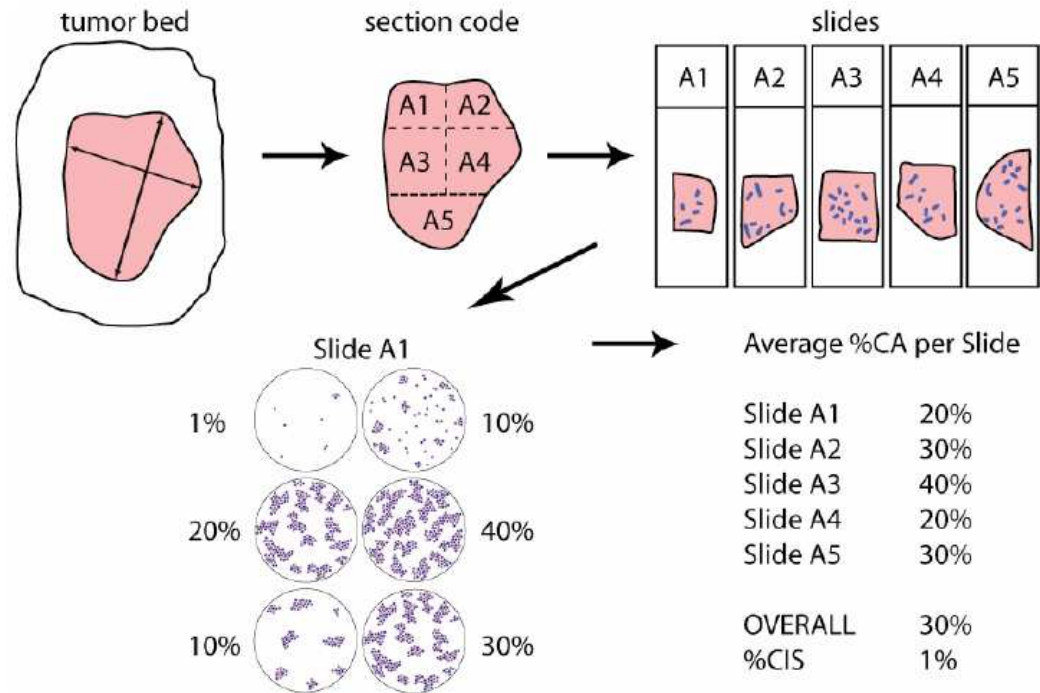 tumor bed
section code
slides
A1 A2
A3 A4
A5
A1 A2 A3 A4 A5
Slide A1
1% 10%
20% 40%
10% 30%
Average %CA per Slide
Slide A1 20%
Slide A2 30%
Slide A3 40%
Slide A4 20%
Slide A5 30%
OVERALL 30%
%CIS 1%